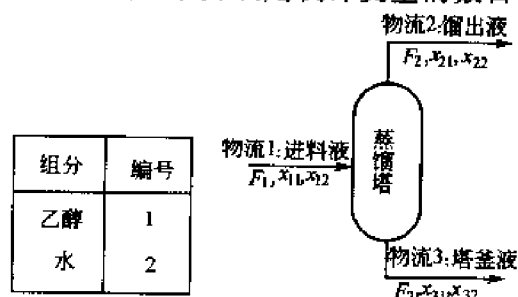 物流2:馏出液
F₂,x₂₁,x₂₂
组分 编号
乙醇 1
水 2
物流1:进料液
F₁,x₁₁,x₁₂
蒸馏塔
物流3:塔釜液